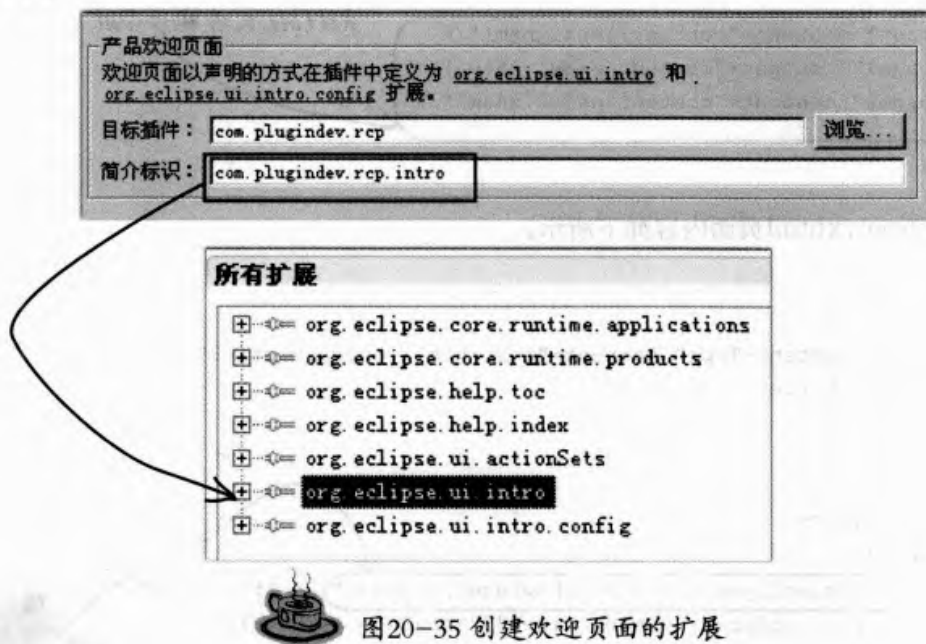 产品欢迎页面
欢迎页面以声明的方式在插件中定义为 org.eclipse.ui.intro 和
org.eclipse.ui.intro.config 扩展。
目标插件： com.plugindev.rcp 浏览...
简介标识： com.plugindev.rcp.intro
所有扩展
org.eclipse.core.runtime.applications
org.eclipse.core.runtime.products
org.eclipse.help.toc
org.eclipse.help.index
org.eclipse.ui.actionSets
org.eclipse.ui.intro
org.eclipse.ui.intro.config
图20-35 创建欢迎页面的扩展